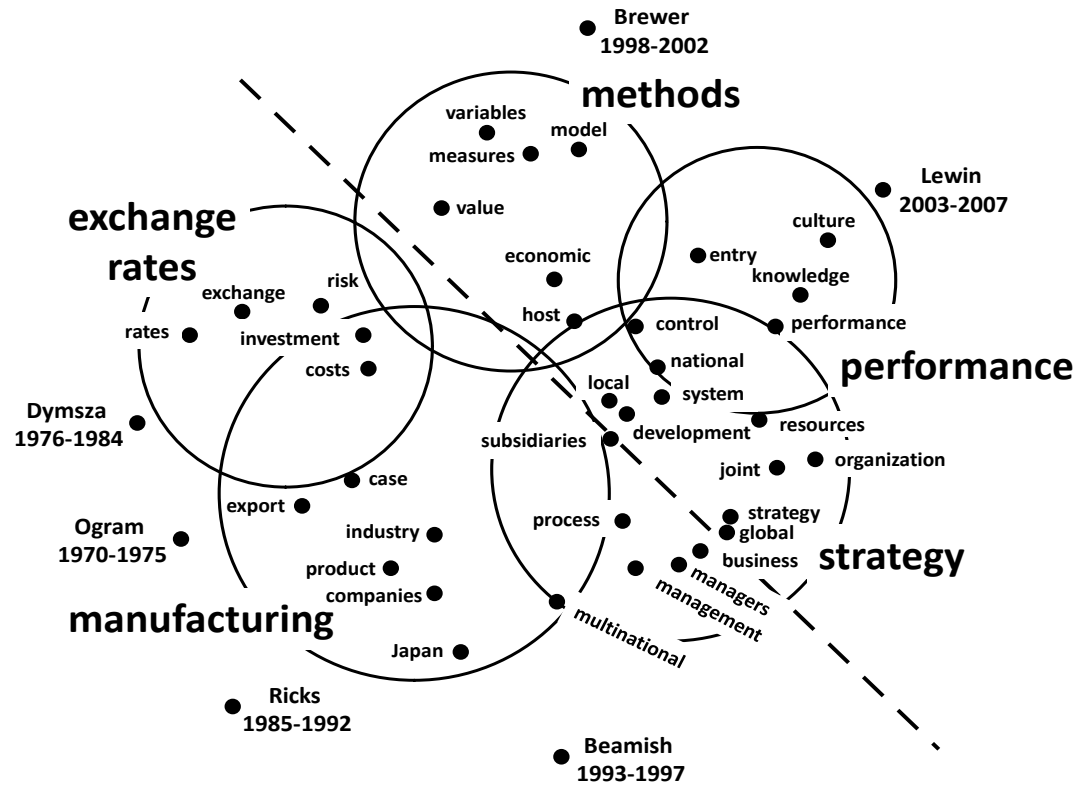 Brewer
1998-2002
methods
variables
model
measures
value
economic
host
Lewin
2003-2007
culture
entry
knowledge
control
performance
performance
exchange
rates
exchange
risk
rates
investment
costs
national
local
system
development
resources
subsidiaries
joint
organization
Dymsza
1976-1984
case
export
process
strategy
global
business
strategy
managers
management
multinational
industry
product
companies
Japan
Ogram
1970-1975
manufacturing
Ricks
1985-1992
Beamish
1993-1997